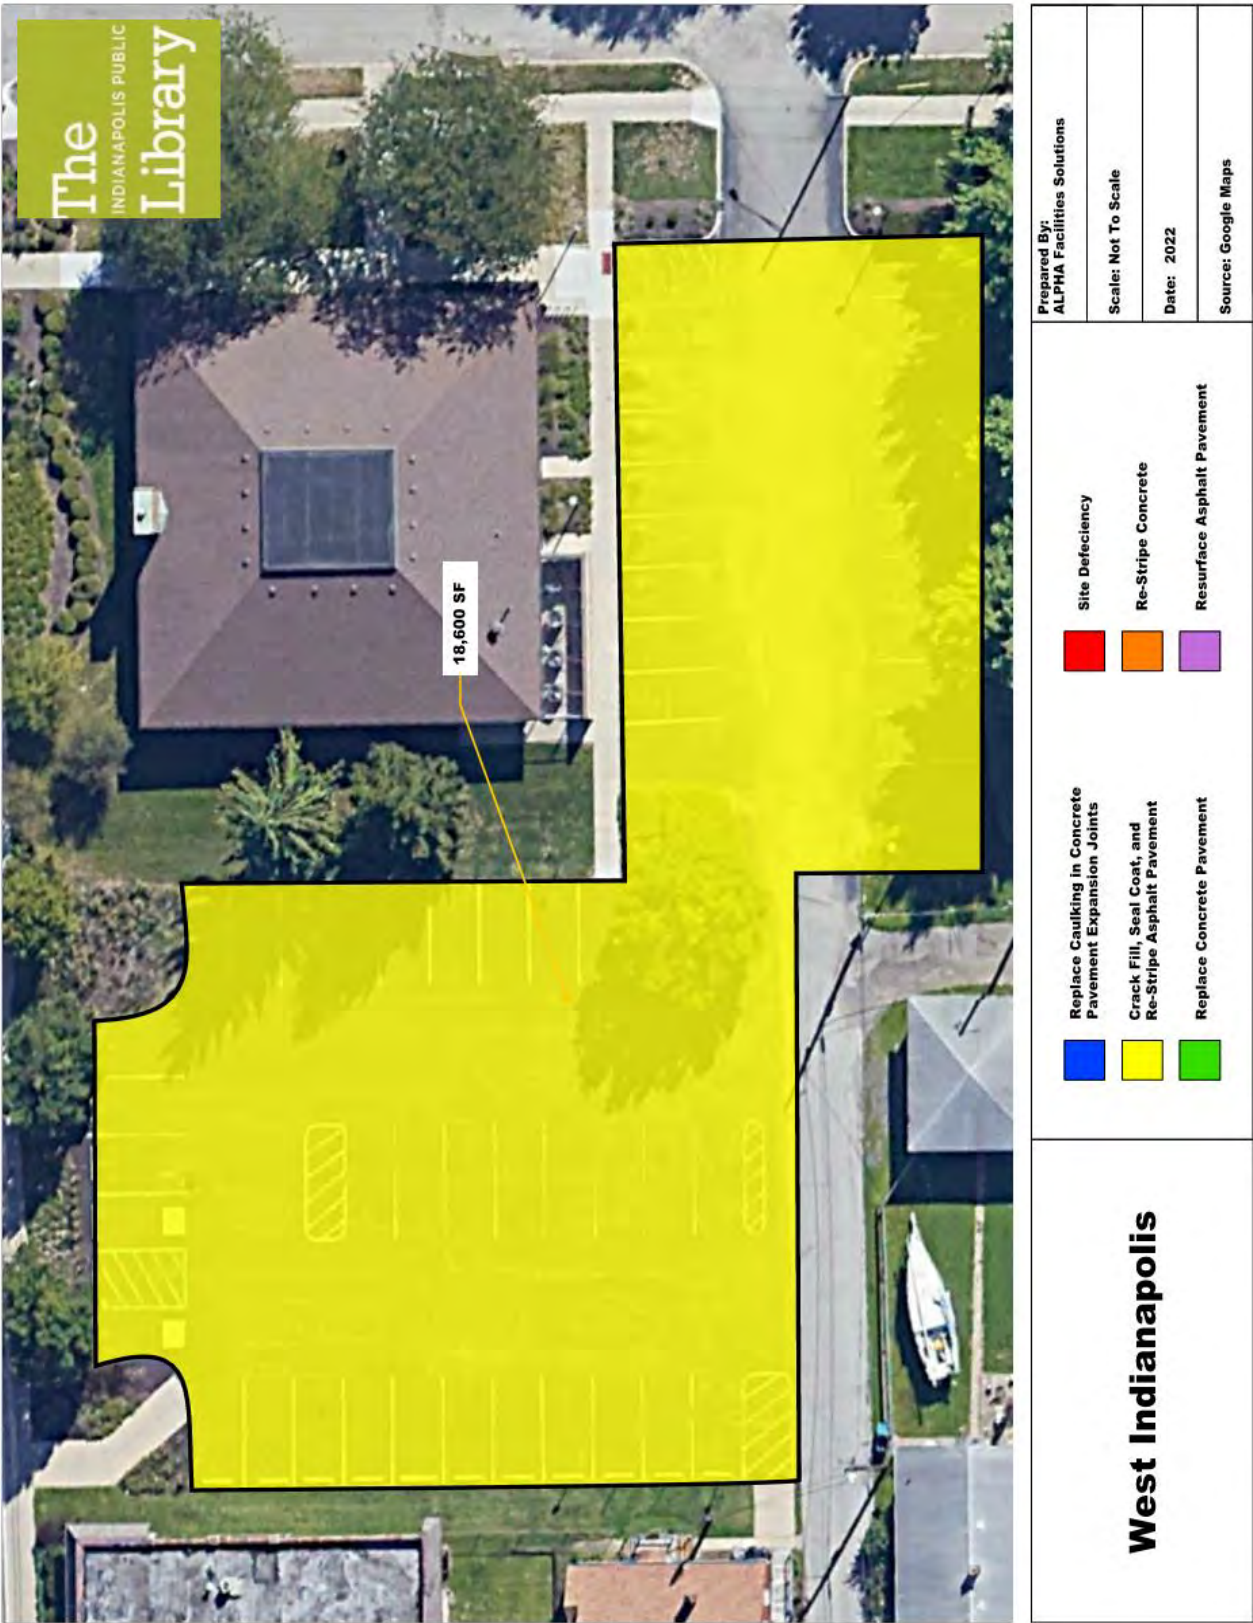 The
INDIANAPOLIS PUBLIC
Library
18,600 SF
West Indianapolis
Replace Caulking in Concrete
Pavement Expansion Joints
Crack Fill, Seal Coat, and
Re-Stripe Asphalt Pavement
Replace Concrete Pavement
Site Defeciency
Re-Stripe Concrete
Resurface Asphalt Pavement
Prepared By:
ALPHA Facilities Solutions
Scale: Not To Scale
Date: 2022
Source: Google Maps